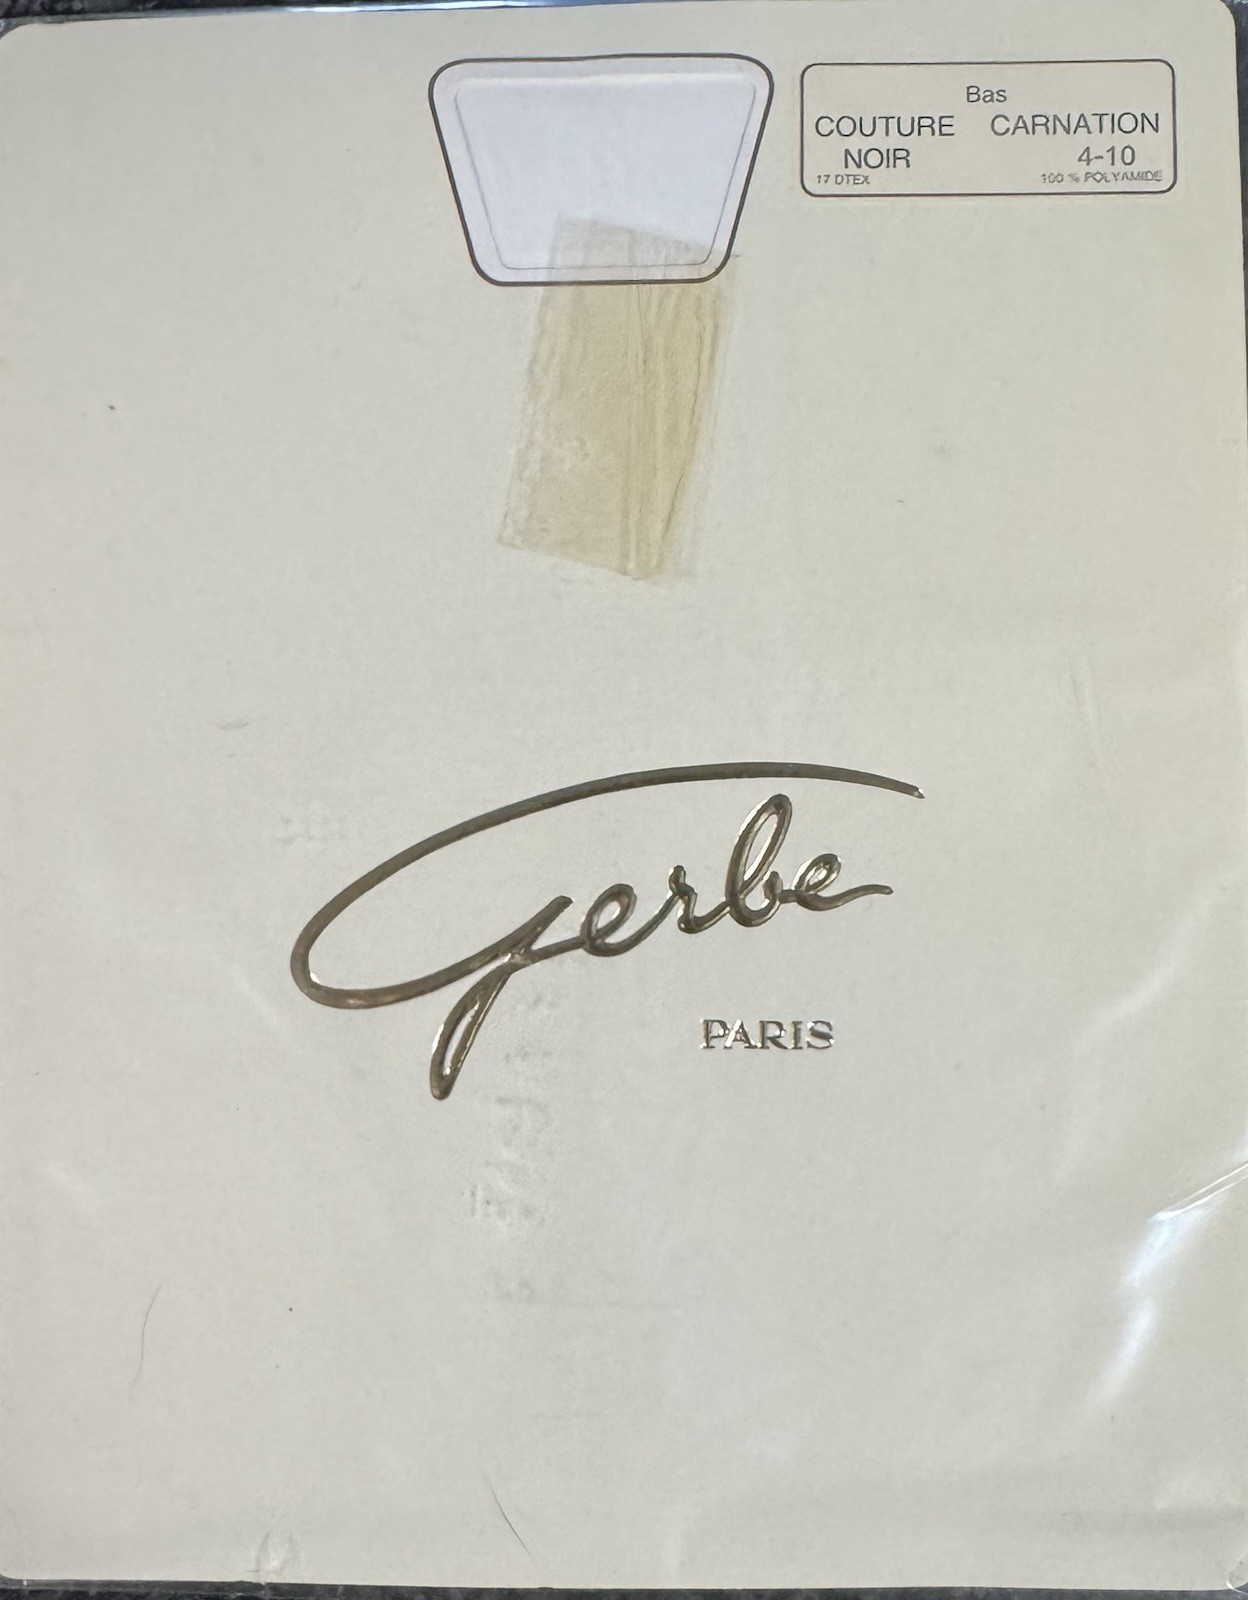 Bas
COUTURE CARNATION
NOIR 4-10
17 DTEX 100 % POLYAMIDE
Gerbe
PARIS